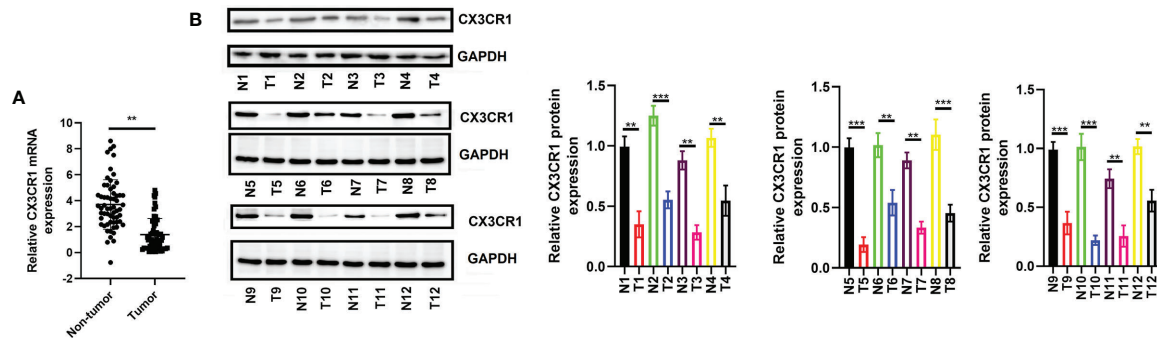 A
Relative CX3CR1 mRNA
expression
10
8
6
4
2
0
-2
**
Non-tumor
Tumor
B
CX3CR1
GAPDH
N1 T1 N2 T2 N3 T3 N4 T4
CX3CR1
GAPDH
N5 T5 N6 T6 N7 T7 N8 T8
CX3CR1
GAPDH
N9 T9 N10 T10 N11 T11 N12 T12
Relative CX3CR1 protein
expression
1.5
1.0
0.5
0.0
** *** ** **
N1 T1 N2 T2 N3 T3 N4 T4
Relative CX3CR1 protein
expression
1.5
1.0
0.5
0.0
*** ** ** ***
N5 T5 N6 T6 N7 T7 N8 T8
Relative CX3CR1 protein
expression
1.5
1.0
0.5
0.0
*** *** ** **
N9 T9 N10 T10 N11 T11 N12 T12